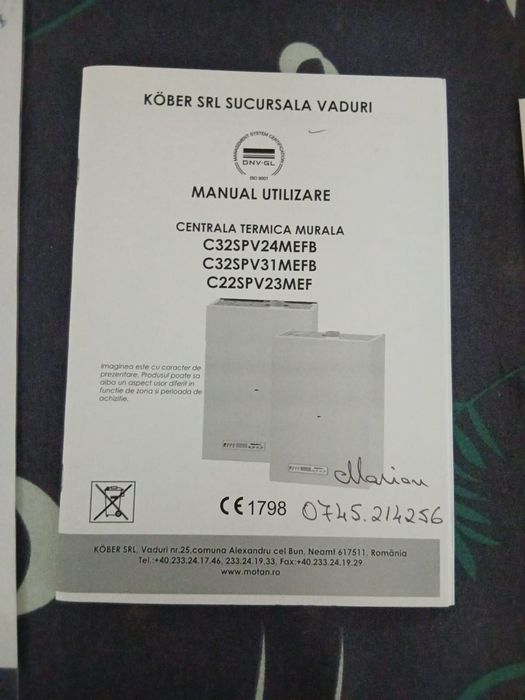 KÖBER SRL SUCURSALA VADURI
MANAGEMENT SYSTEM CERTIFICATION
DNV·GL
ISO 9001
MANUAL UTILIZARE
CENTRALA TERMICA MURALA
C32SPV24MEFB
C32SPV31MEFB
C22SPV23MEF
Imaginea este cu caracter de
prezentare. Produsul poate sa
aiba un aspect usor diferit in
functie de zona si perioada de
achizitie.
Marian
CE 1798 0745.214256
KÖBER SRL, Vaduri nr.25,comuna Alexandru cel Bun, Neamt 617511, România
Tel.:+40.233.24.17.46, 233.24.19.33, Fax:+40.233.24.19.29
www.motan.ro